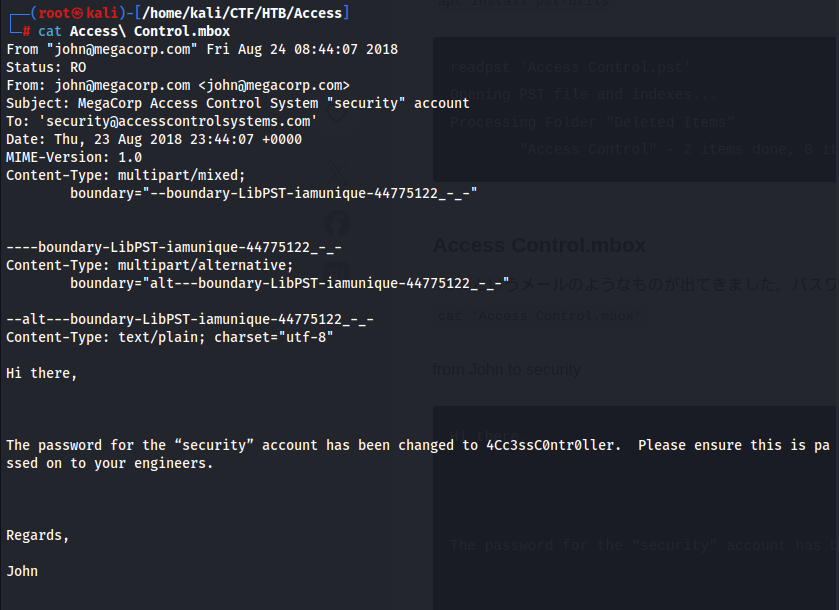 ┌──(root㉿kali)-[/home/kali/CTF/HTB/Access]
└─# cat Access\ Control.mbox
From "john@megacorp.com" Fri Aug 24 08:44:07 2018
Status: RO
From: john@megacorp.com <john@megacorp.com>
Subject: MegaCorp Access Control System "security" account
To: 'security@accesscontrolsystems.com'
Date: Thu, 23 Aug 2018 23:44:07 +0000
MIME-Version: 1.0
Content-Type: multipart/mixed;
boundary="--boundary-LibPST-iamunique-44775122_-_-"
----boundary-LibPST-iamunique-44775122_-_-
Content-Type: multipart/alternative;
boundary="alt---boundary-LibPST-iamunique-44775122_-_-"
--alt---boundary-LibPST-iamunique-44775122_-_-
Content-Type: text/plain; charset="utf-8"
Hi there,
The password for the “security” account has been changed to 4Cc3ssC0ntr0ller.  Please ensure this is pa
ssed on to your engineers.
Regards,
John
apt install pst-utils
readpst 'Access Control.pst'
Opening PST file and indexes...
Processing Folder "Deleted Items"
"Access Control" - 2 items done, 0 it
Access Control.mbox
メールのようなものが出てきました。パスワ
cat 'Access Control.mbox'
from John to security
The password for the “security” account has